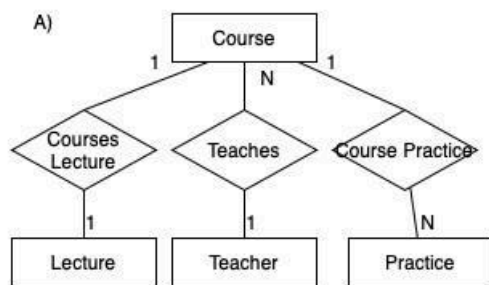 A)
Course
1
N
1
Courses
Lecture
Teaches
Course Practice
1
1
N
Lecture
Teacher
Practice